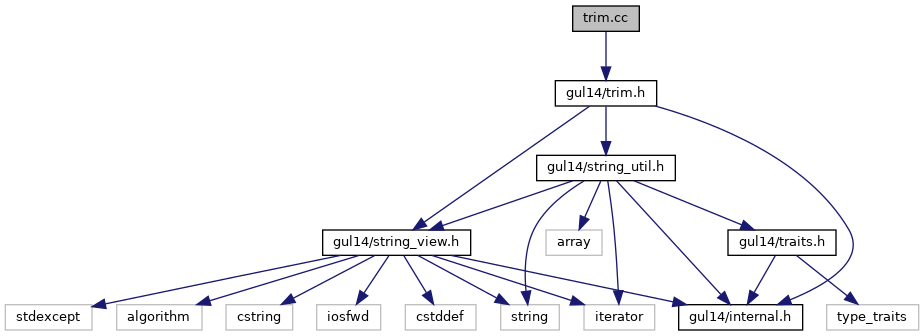 trim.cc
gul14/trim.h
gul14/string_util.h
gul14/string_view.h
array
gul14/traits.h
stdexcept
algorithm
cstring
iosfwd
cstddef
string
iterator
gul14/internal.h
type_traits